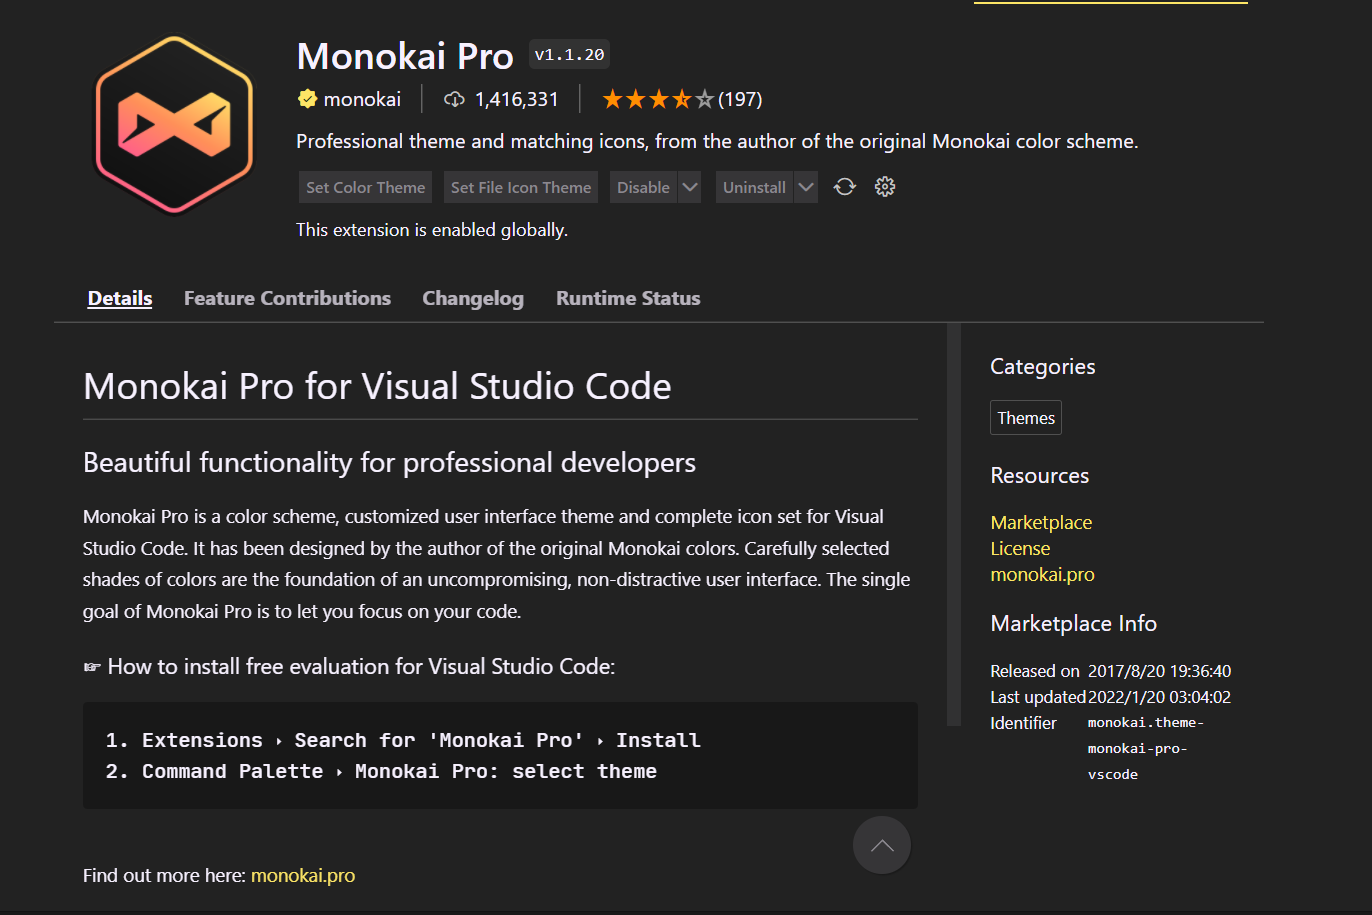 Monokai Pro v1.1.20
monokai 1,416,331 (197)
Professional theme and matching icons, from the author of the original Monokai color scheme.
Set Color Theme Set File Icon Theme Disable Uninstall
This extension is enabled globally.
Details Feature Contributions Changelog Runtime Status
Monokai Pro for Visual Studio Code
Beautiful functionality for professional developers
Monokai Pro is a color scheme, customized user interface theme and complete icon set for Visual
Studio Code. It has been designed by the author of the original Monokai colors. Carefully selected
shades of colors are the foundation of an uncompromising, non-distractive user interface. The single
goal of Monokai Pro is to let you focus on your code.
☞ How to install free evaluation for Visual Studio Code:
1. Extensions › Search for 'Monokai Pro' › Install
2. Command Palette › Monokai Pro: select theme
Find out more here: monokai.pro
Categories
Themes
Resources
Marketplace
License
monokai.pro
Marketplace Info
Released on 2017/8/20 19:36:40
Last updated 2022/1/20 03:04:02
Identifier monokai.theme-
monokai-pro-
vscode